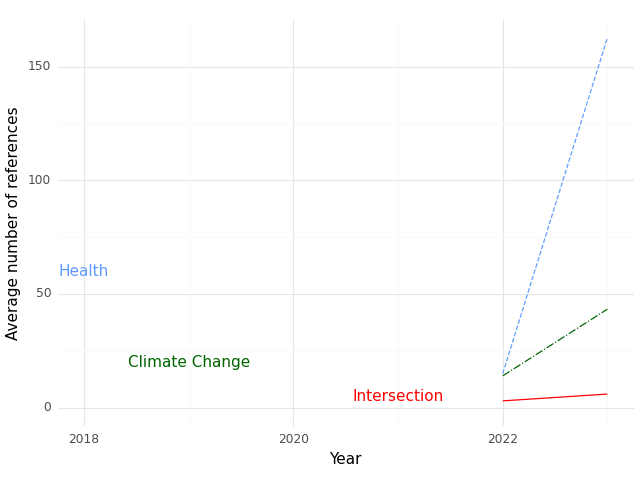 Average number of references
150
100
50
0
Health
Climate Change
Intersection
2018
2020
2022
Year